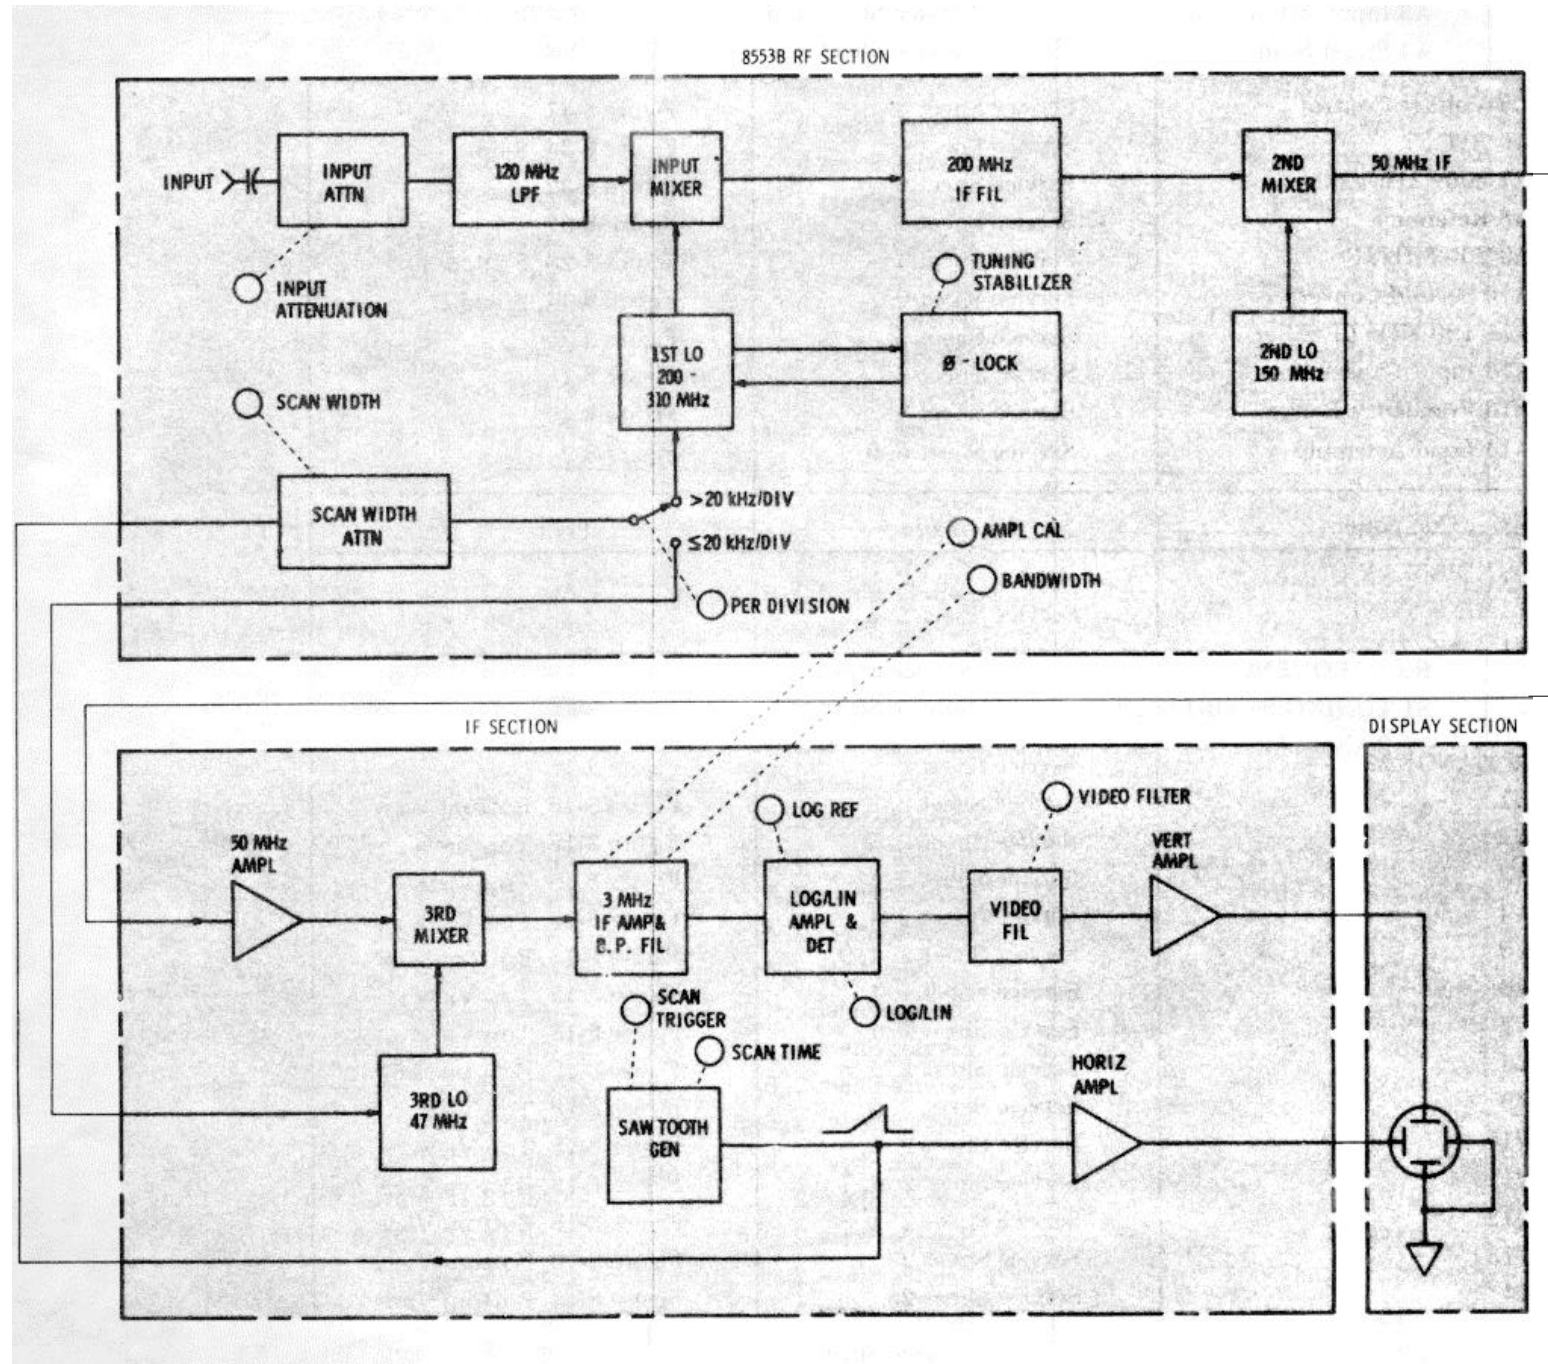 8553B RF SECTION
INPUT
INPUT
ATTN
120 MHz
LPF
INPUT
MIXER
200 MHz
IF FIL
2ND
MIXER
50 MHz IF
INPUT
ATTENUATION
TUNING
STABILIZER
1ST LO
200 -
310 MHz
Ø - LOCK
2ND LO
150 MHz
SCAN WIDTH
SCAN WIDTH
ATTN
>20 kHz/DIV
≤20 kHz/DIV
AMPL CAL
BANDWIDTH
PER DIVISION
IF SECTION
DISPLAY SECTION
50 MHz
AMPL
LOG REF
VIDEO FILTER
VERT
AMPL
3RD
MIXER
3 MHz
IF AMP&
B. P. FIL
LOG/LIN
AMPL &
DET
VIDEO
FIL
SCAN
TRIGGER
LOG/LIN
SCAN TIME
3RD LO
47 MHz
SAWTOOTH
GEN
HORIZ
AMPL